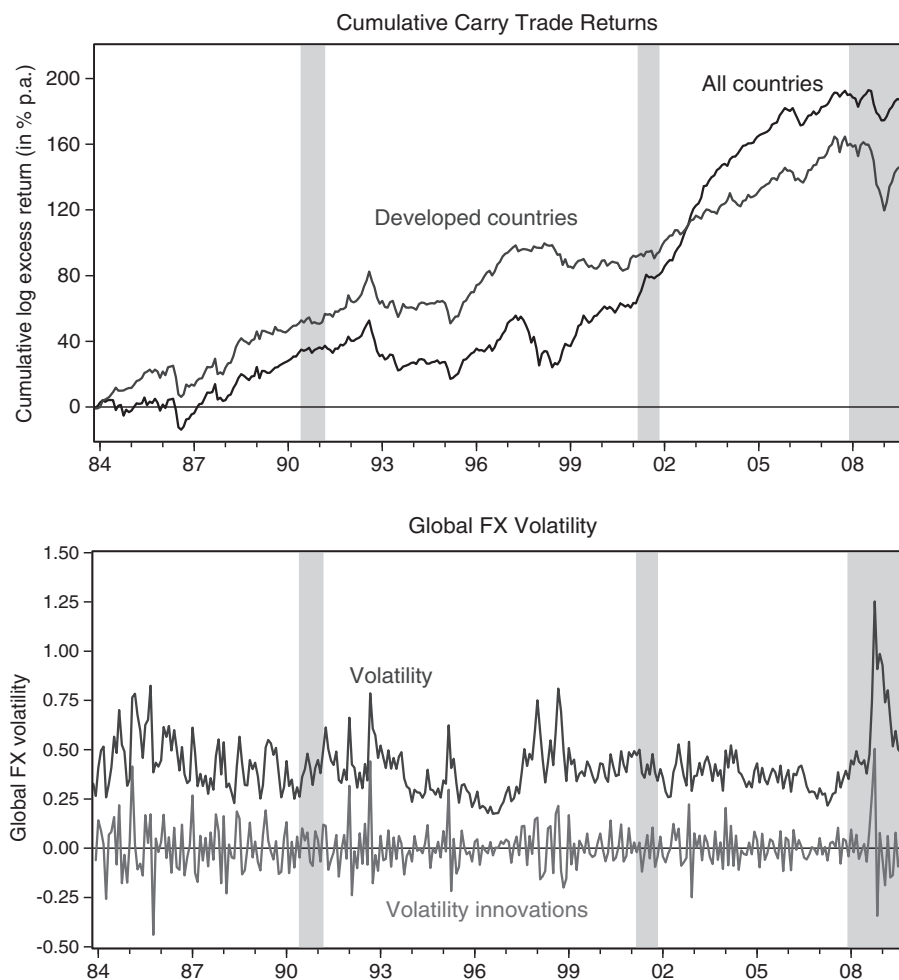 Cumulative Carry Trade Returns
Cumulative log excess return (in % p.a.)
200
160
120
80
40
0
All countries
Developed countries
84 87 90 93 96 99 02 05 08
Global FX Volatility
Global FX volatility
1.50
1.25
1.00
0.75
0.50
0.25
0.00
-0.25
-0.50
Volatility
Volatility innovations
84 87 90 93 96 99 02 05 08